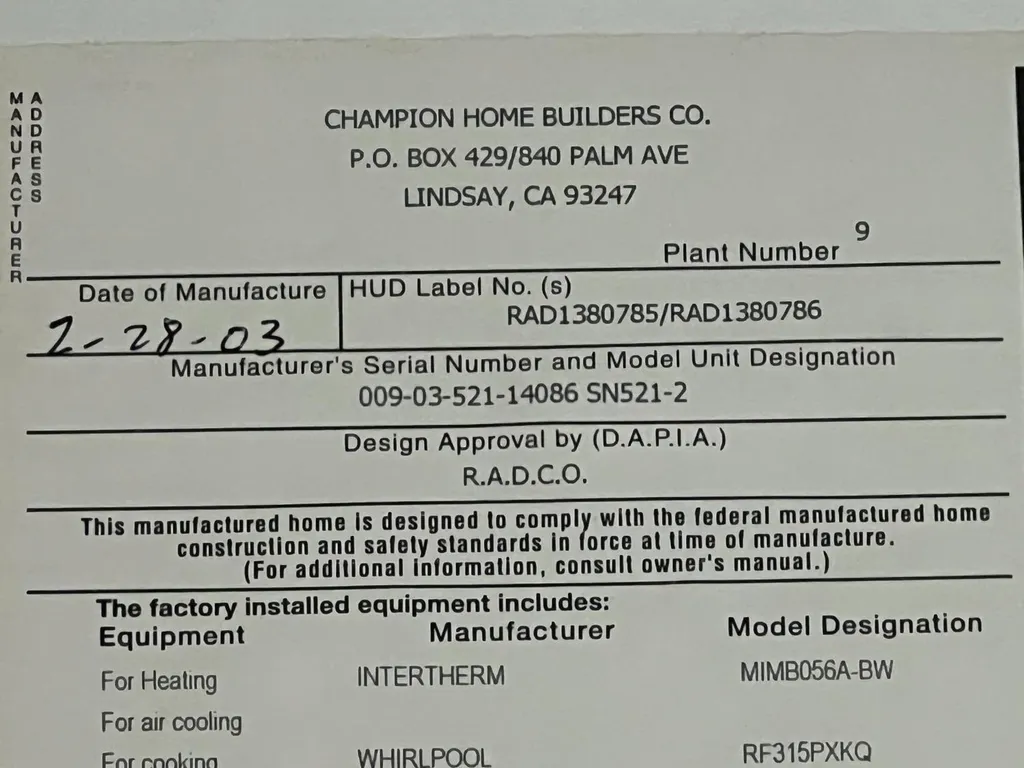 MANUFACTURER
ADDRESS
CHAMPION HOME BUILDERS CO.
P.O. BOX 429/840 PALM AVE
LINDSAY, CA 93247
Plant Number 9
Date of Manufacture
2-28-03
HUD Label No. (s)
RAD1380785/RAD1380786
Manufacturer's Serial Number and Model Unit Designation
009-03-521-14086 SN521-2
Design Approval by (D.A.P.I.A.)
R.A.D.C.O.
This manufactured home is designed to comply with the federal manufactured home
construction and safety standards in force at time of manufacture.
(For additional information, consult owner's manual.)
The factory installed equipment includes:
Equipment Manufacturer Model Designation
For Heating INTERTHERM MIMB056A-BW
For air cooling
For cooking WHIRLPOOL RF315PXKQ